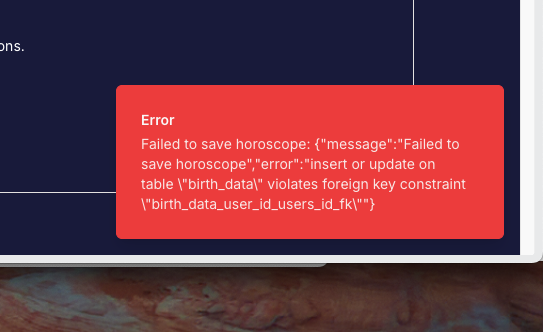 ons.
Error
Failed to save horoscope: {"message":"Failed to
save horoscope","error":"insert or update on
table \"birth_data\" violates foreign key constraint
\"birth_data_user_id_users_id_fk\""}